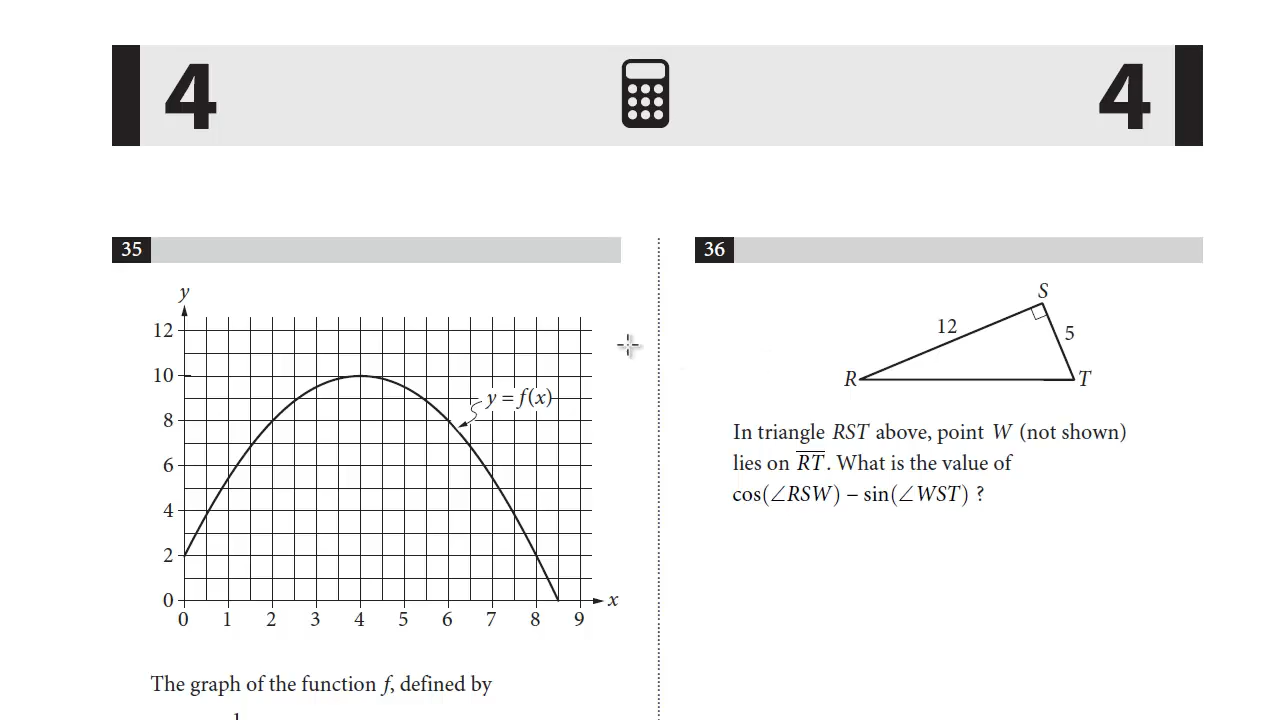 4
4
35
y
12
10
8
6
4
2
0
y = f(x)
0 1 2 3 4 5 6 7 8 9
x
The graph of the function f, defined by
1
36
S
12
5
R
T
In triangle RST above, point W (not shown)
lies on RT. What is the value of
cos(∠RSW) – sin(∠WST) ?